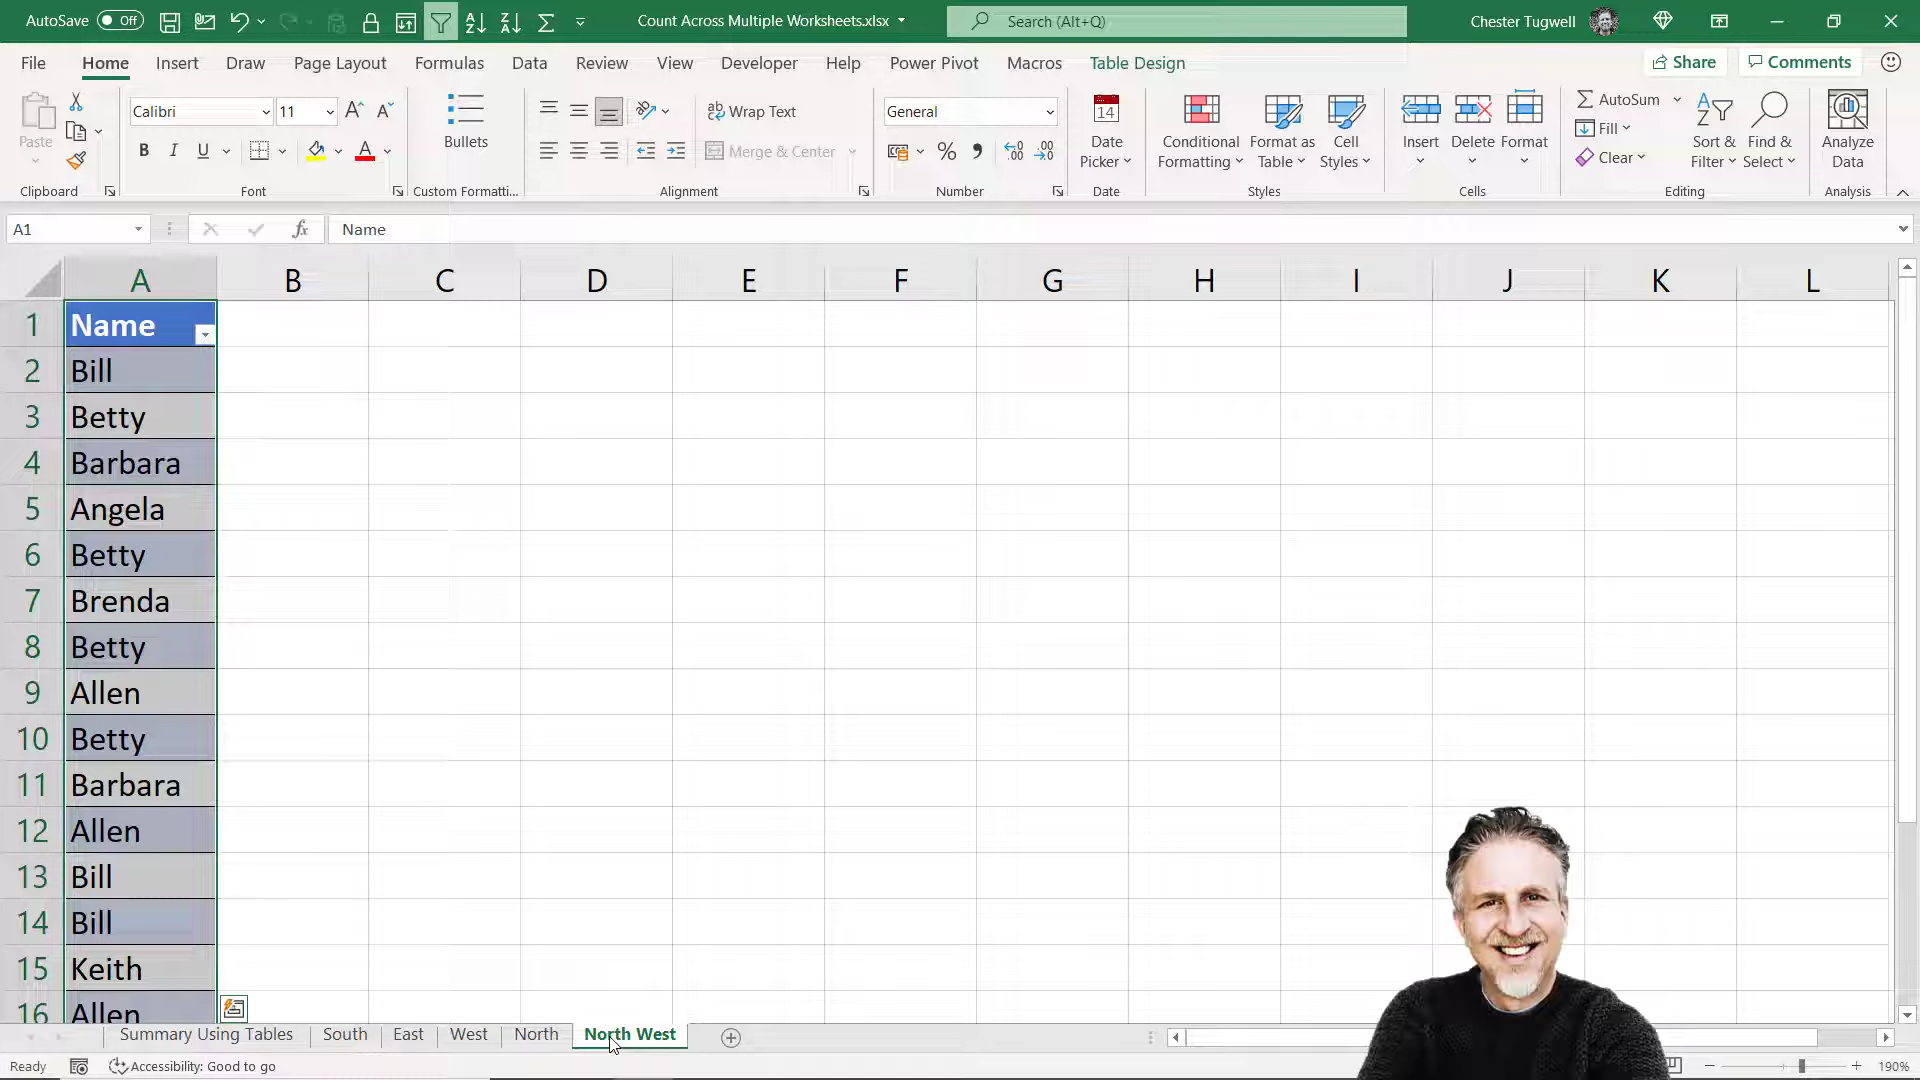 AutoSave Off Count Across Multiple Worksheets.xlsx Search (Alt+Q) Chester Tugwell
File Home Insert Draw Page Layout Formulas Data Review View Developer Help Power Pivot Macros Table Design Share Comments
Calibri 11 Wrap Text General AutoSum
Paste Bullets Date Picker Conditional Formatting Format as Table Cell Styles Insert Delete Format Fill Sort & Filter Find & Select Analyze Data
B I U A Merge & Center % Clear
Clipboard Font Custom Formatti... Alignment Number Date Styles Cells Editing Analysis
A1 fx Name
A B C D E F G H I J K L
1 Name
2 Bill
3 Betty
4 Barbara
5 Angela
6 Betty
7 Brenda
8 Betty
9 Allen
10 Betty
11 Barbara
12 Allen
13 Bill
14 Bill
15 Keith
16 Allen
Summary Using Tables South East West North North West
Ready Accessibility: Good to go 190%